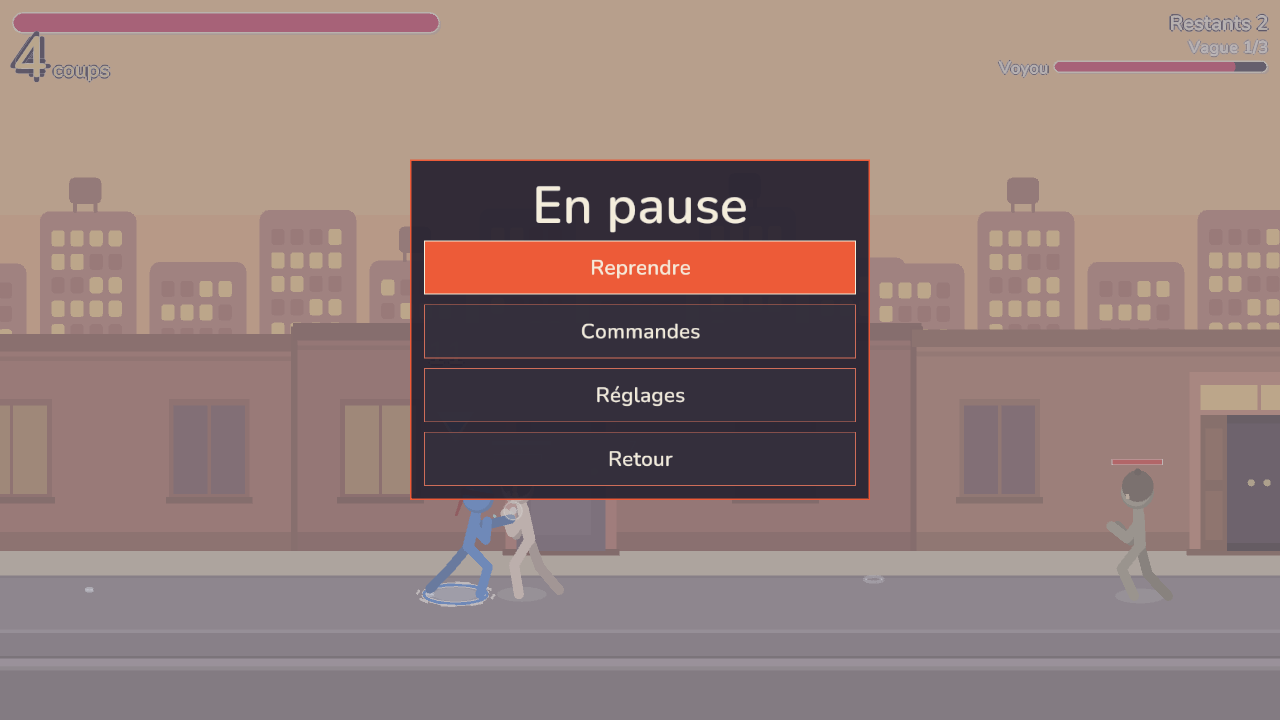 4 coups
Restants 2
Vague 1/3
Voyou
En pause
Reprendre
Commandes
Réglages
Retour